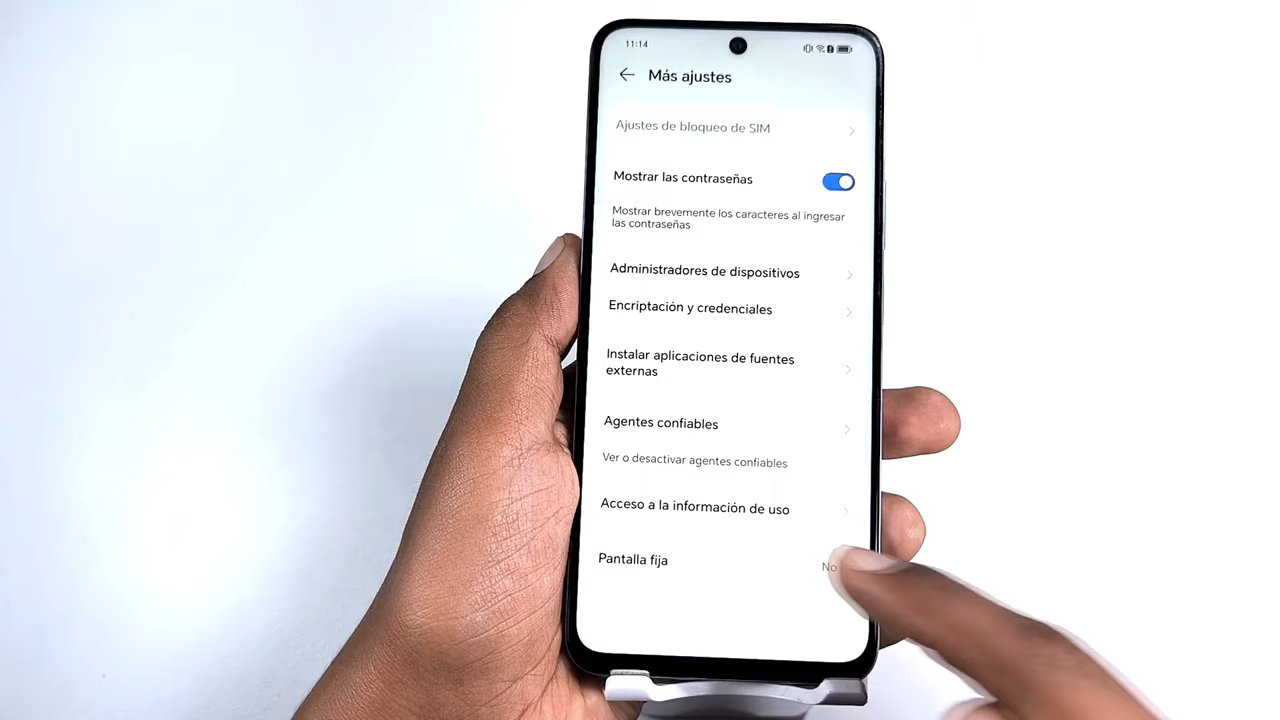 11:14
Más ajustes
Ajustes de bloqueo de SIM
Mostrar las contraseñas
Mostrar brevemente los caracteres al ingresar
las contraseñas
Administradores de dispositivos
Encriptación y credenciales
Instalar aplicaciones de fuentes
externas
Agentes confiables
Ver o desactivar agentes confiables
Acceso a la información de uso
Pantalla fija
No